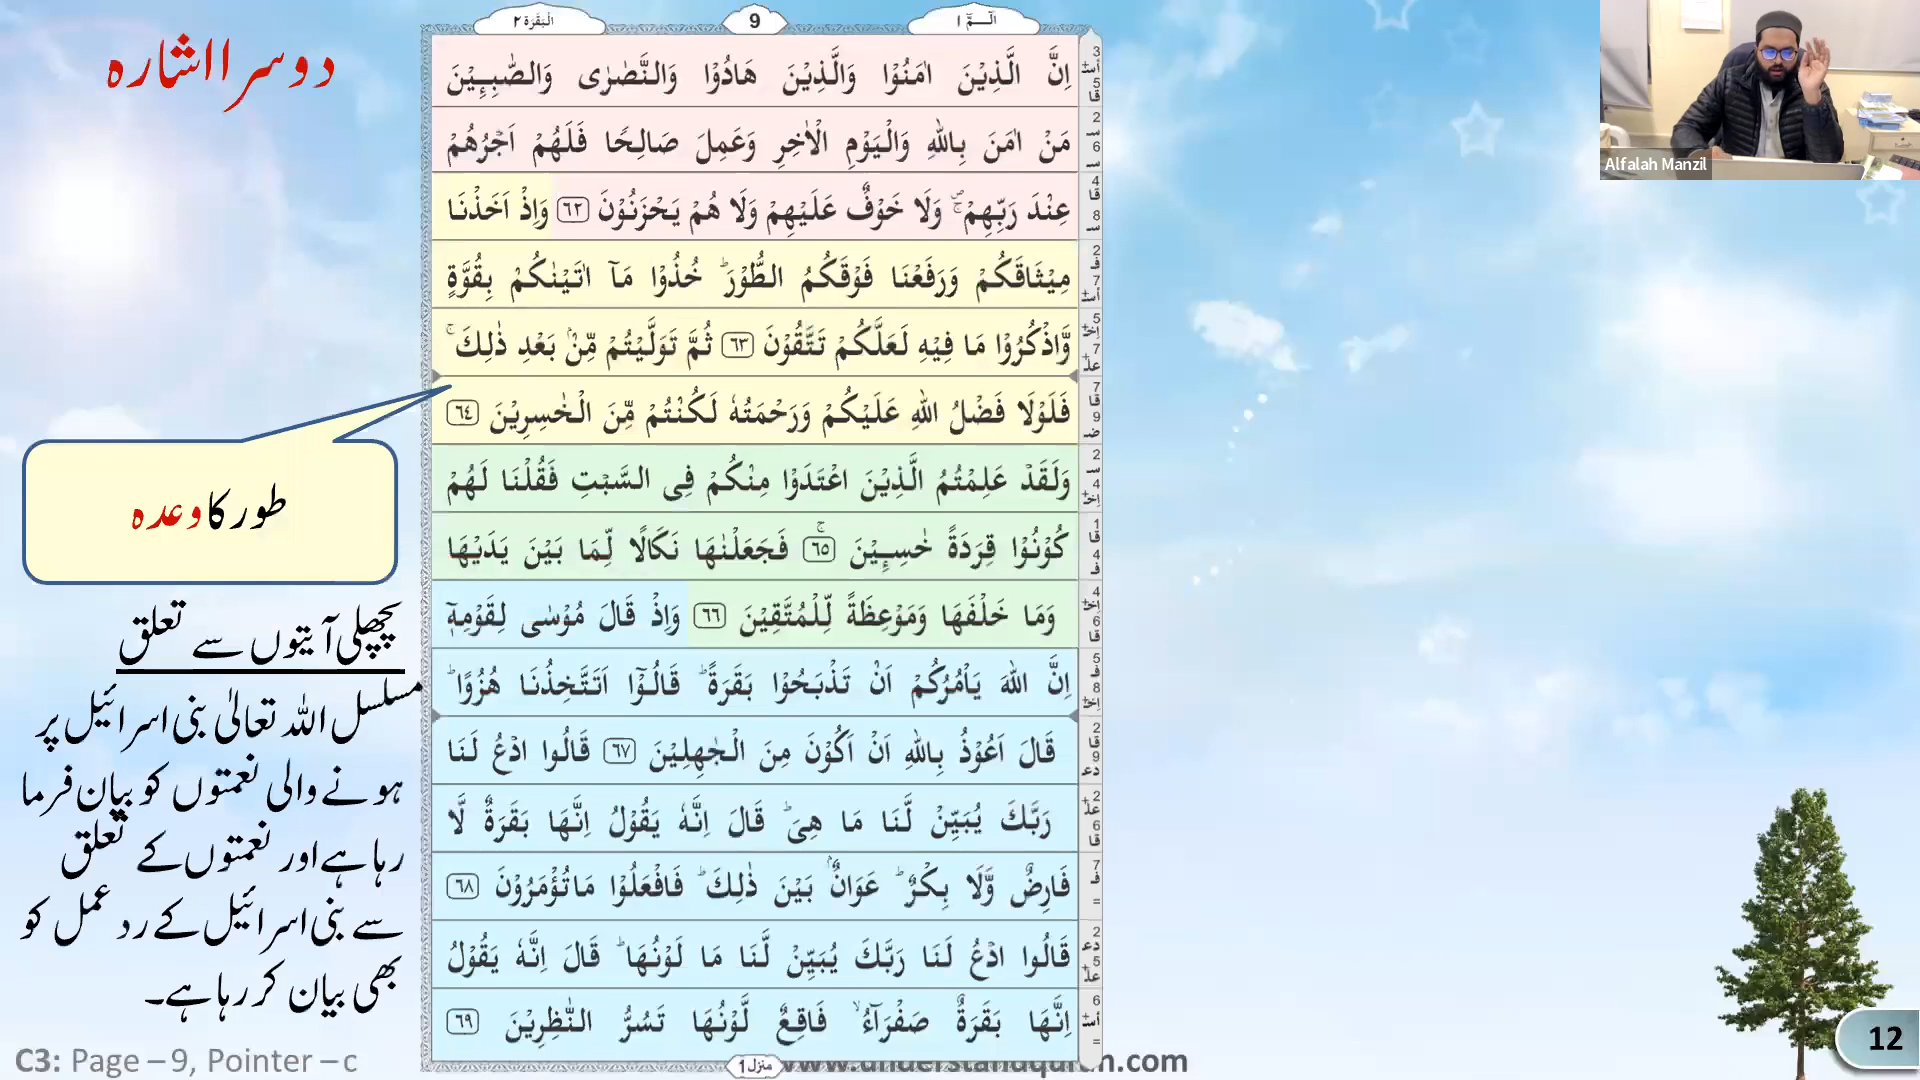 دوسرا اشارہ
الٓـمّٓ ١
9
اَلْبَقَرَة ٢
اِنَّ الَّذِيْنَ اٰمَنُوْا وَالَّذِيْنَ هَادُوْا وَالنَّصٰرٰى وَالصّٰبِـِٕيْنَ
مَنْ اٰمَنَ بِاللّٰهِ وَالْيَوْمِ الْاٰخِرِ وَعَمِلَ صَالِحًا فَلَهُمْ اَجْرُهُمْ
عِنْدَ رَبِّهِمْ ۪ۚ وَلَا خَوْفٌ عَلَيْهِمْ وَلَا هُمْ يَحْزَنُوْنَ ٦٢ وَاِذْ اَخَذْنَا
مِيْثَاقَكُمْ وَرَفَعْنَا فَوْقَكُمُ الطُّوْرَ ؕ خُذُوْا مَآ اٰتَيْنٰكُمْ بِقُوَّةٍ
وَّاذْكُرُوْا مَا فِيْهِ لَعَلَّكُمْ تَتَّقُوْنَ ٦٣ ثُمَّ تَوَلَّيْتُمْ مِّنْۢ بَعْدِ ذٰلِكَ ۚ
فَلَوْلَا فَضْلُ اللّٰهِ عَلَيْكُمْ وَرَحْمَتُهٗ لَكُنْتُمْ مِّنَ الْخٰسِرِيْنَ ٦٤
وَلَقَدْ عَلِمْتُمُ الَّذِيْنَ اعْتَدَوْا مِنْكُمْ فِى السَّبْتِ فَقُلْنَا لَهُمْ
كُوْنُوْا قِرَدَةً خٰسِـِٕيْنَ ۚ ٦٥ فَجَعَلْنٰهَا نَكَالًا لِّمَا بَيْنَ يَدَيْهَا
وَمَا خَلْفَهَا وَمَوْعِظَةً لِّلْمُتَّقِيْنَ ٦٦ وَاِذْ قَالَ مُوْسٰى لِقَوْمِهٖٓ
اِنَّ اللّٰهَ يَاْمُرُكُمْ اَنْ تَذْبَحُوْا بَقَرَةً ؕ قَالُوْٓا اَتَتَّخِذُنَا هُزُوًا ؕ
قَالَ اَعُوْذُ بِاللّٰهِ اَنْ اَكُوْنَ مِنَ الْجٰهِلِيْنَ ٦٧ قَالُوا ادْعُ لَنَا
رَبَّكَ يُبَيِّنْ لَّنَا مَا هِىَ ؕ قَالَ اِنَّهٗ يَقُوْلُ اِنَّهَا بَقَرَةٌ لَّا
فَارِضٌ وَّلَا بِكْرٌ ؕ عَوَانٌۢ بَيْنَ ذٰلِكَ ؕ فَافْعَلُوْا مَا تُؤْمَرُوْنَ ٦٨
قَالُوا ادْعُ لَنَا رَبَّكَ يُبَيِّنْ لَّنَا مَا لَوْنُهَا ؕ قَالَ اِنَّهٗ يَقُوْلُ
اِنَّهَا بَقَرَةٌ صَفْرَآءُ ۙ فَاقِعٌ لَّوْنُهَا تَسُرُّ النّٰظِرِيْنَ ٦٩
منزل 1
طور کا وعدہ
پچھلی آیتوں سے تعلق
مسلسل اللہ تعالیٰ بنی اسرائیل پر
ہونے والی نعمتوں کو بیان فرما
رہا ہے اور نعمتوں کے تعلق
سے بنی اسرائیل کے رد عمل کو
بھی بیان کر رہا ہے۔
Alfalah Manzil
C3: Page – 9, Pointer – c
12